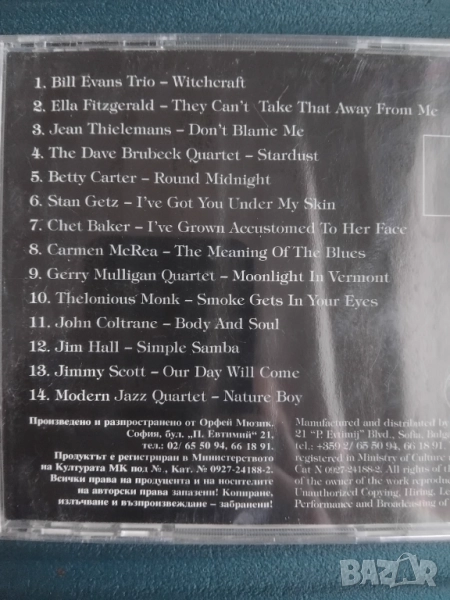 1. Bill Evans Trio – Witchcraft
2. Ella Fitzgerald – They Can't Take That Away From Me
3. Jean Thielemans – Don't Blame Me
4. The Dave Brubeck Quartet – Stardust
5. Betty Carter – Round Midnight
6. Stan Getz – I've Got You Under My Skin
7. Chet Baker – I've Grown Accustomed To Her Face
8. Carmen McRea – The Meaning Of The Blues
9. Gerry Mulligan Quartet – Moonlight In Vermont
10. Thelonious Monk – Smoke Gets In Your Eyes
11. John Coltrane – Body And Soul
12. Jim Hall – Simple Samba
13. Jimmy Scott – Our Day Will Come
14. Modern Jazz Quartet – Nature Boy
Произведено и разпространено от Орфей Мюзик.
София, бул. „П. Евтимий" 21,
тел.: 02/ 65 50 94, 66 18 91.
Продуктът е регистриран в Министерството
на Културата МК под № , Кат. № 0927-24188-2.
Всички права на продуцента и на носителите
на авторски права запазени! Копиране,
излъчване и възпроизвеждане – забранени!
Manufactured and distributed by
21 "P. Evtimij" Blvd., Sofia,
tel.: +359 2/ 65 50 94, 66 18 91.
registered in Ministry of Culture
Cat N 0927-24188-2. All rights of
of the owner of the work
Unauthorized Copying, Hiring,
Performance and Broadcasting of
BAZAR